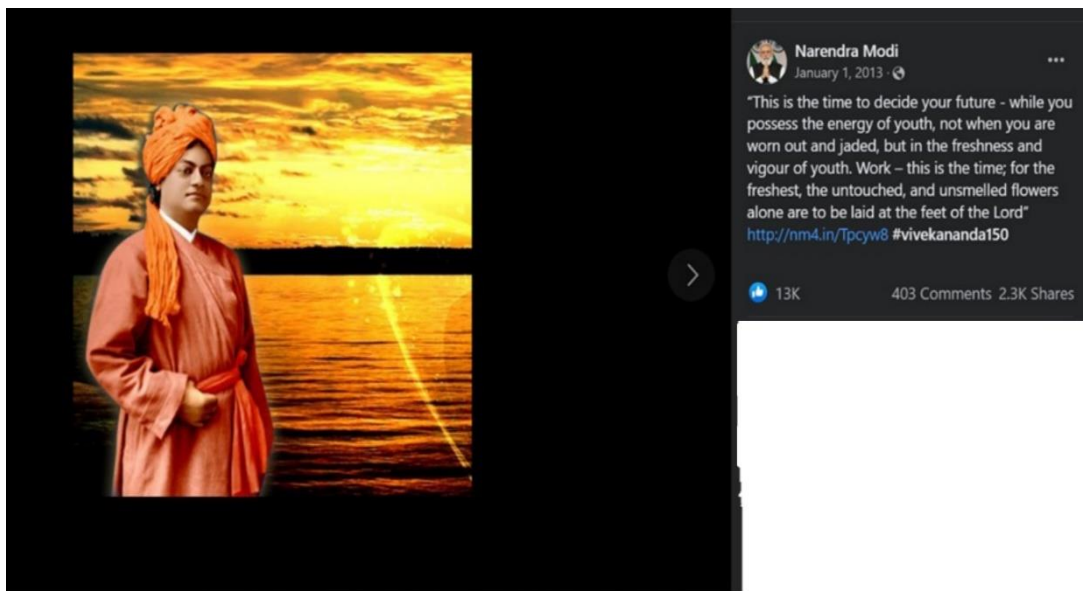 Narendra Modi
January 1, 2013 ·
“This is the time to decide your future - while you
possess the energy of youth, not when you are
worn out and jaded, but in the freshness and
vigour of youth. Work – this is the time; for the
freshest, the untouched, and unsmelled flowers
alone are to be laid at the feet of the Lord”
http://nm4.in/Tpcyw8 #vivekananda150
13K 403 Comments 2.3K Shares